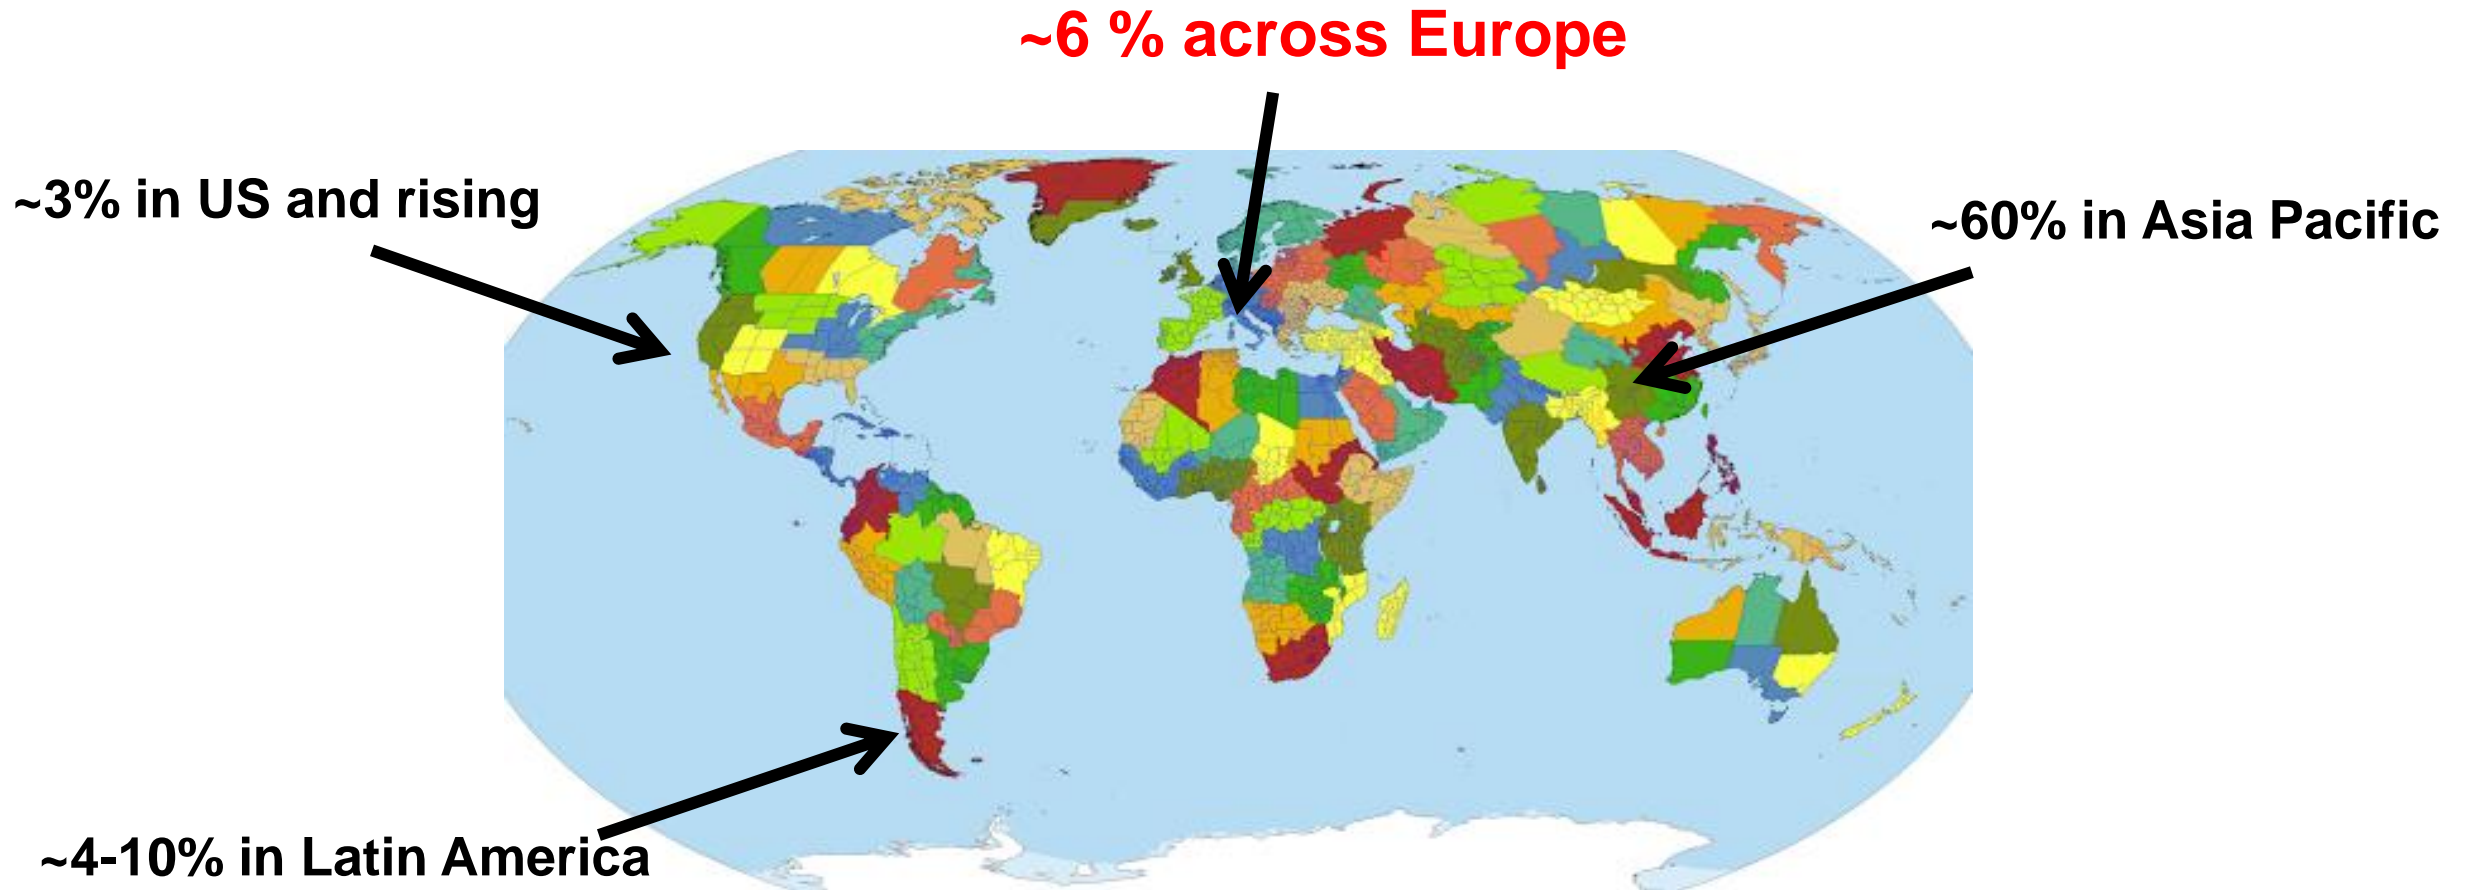 ~6 % across Europe
~3% in US and rising
~60% in Asia Pacific
~4-10% in Latin America